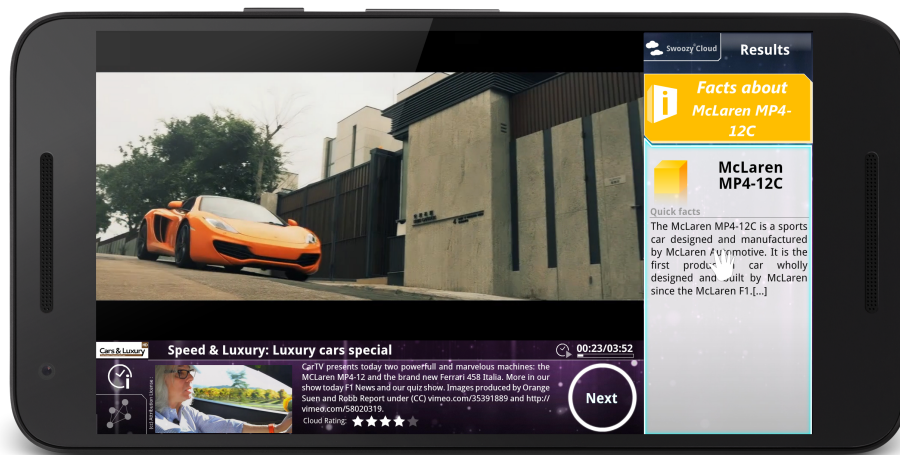 Swoozy Cloud
Results
Facts about
McLaren MP4-
12C
McLaren
MP4-12C
Quick facts
The McLaren MP4-12C is a sports
car designed and manufactured
by McLaren Automotive. It is the
first production car wholly
designed and built by McLaren
since the McLaren F1.[...]
Cars & Luxury
HD
Speed & Luxury: Luxury cars special
00:23/03:52
CarTV presents today two powerfull and marvelous machines: the
MCLaren MP4-12 and the brand new Ferrari 458 Italia. More in our
show today F1 News and our quiz show. Images produced by Orange
Suen and Robb Report under (CC) vimeo.com/35391889 and http://
vimeo.com/58020319.
Cloud Rating:
Next